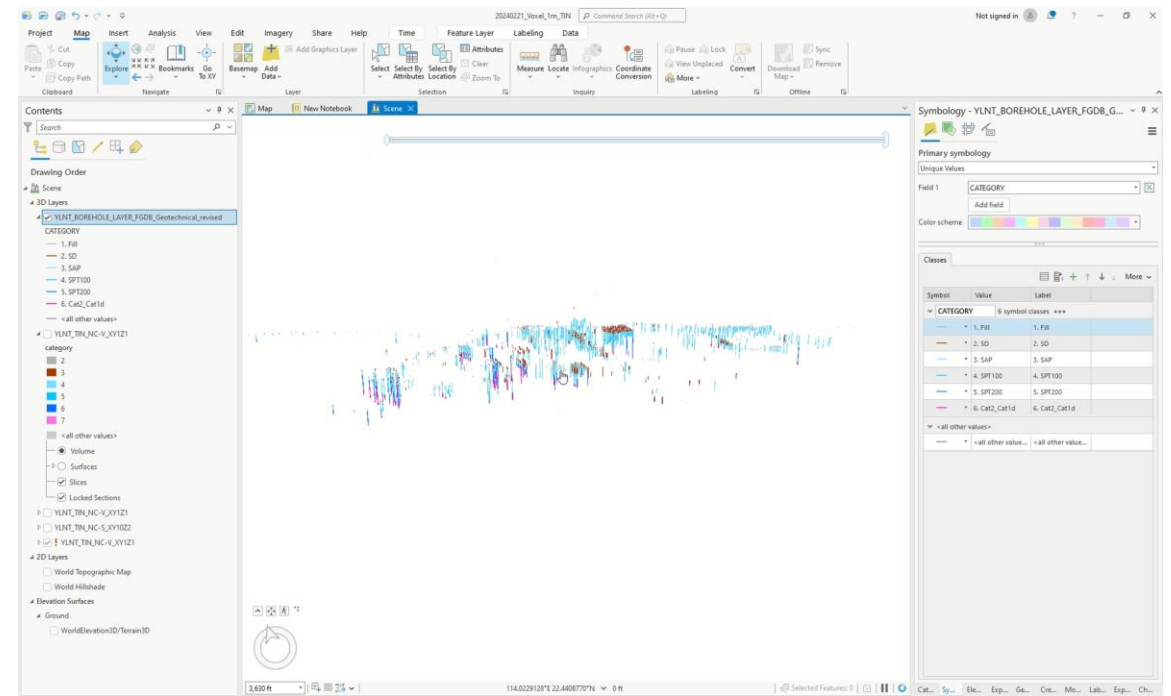 20240221_Voxel_1m_TIN
Command Search (Alt+Q)
Not signed in
Project Map Insert Analysis View Edit Imagery Share Help Time Feature Layer Labeling Data
Paste
Cut
Copy
Copy Path
Explore
Bookmarks
Go To XY
Basemap
Add Data
Add Graphics Layer
Select
Select By Attributes
Select By Location
Attributes
Clear
Zoom To
Measure
Locate
Infographics
Coordinate Conversion
Pause
Lock
View Unplaced
More
Convert
Download Map
Sync
Remove
Clipboard Navigate Layer Selection Inquiry Labeling Offline
Contents
Search
Drawing Order
Scene
3D Layers
YLNT_BOREHOLE_LAYER_FGDB_Geotechnical_revised
CATEGORY
1. Fill
2. SD
3. SAP
4. SPT100
5. SPT200
6. Cat2_Cat1d
<all other values>
YLNT_TIN_NC-V_XY1Z1
category
2
3
4
5
6
7
<all other values>
Volume
Surfaces
Slices
Locked Sections
YLNT_TIN_NC-V_XY1Z1
YLNT_TIN_NC-S_XY10Z2
YLNT_TIN_NC-V_XY1Z1
2D Layers
World Topographic Map
World Hillshade
Elevation Surfaces
Ground
WorldElevation3D/Terrain3D
Map New Notebook Scene
3,630 ft
114.0229128°E 22.4408770°N 0 ft
Selected Features: 0
Symbology - YLNT_BOREHOLE_LAYER_FGDB_G...
Primary symbology
Unique Values
Field 1 CATEGORY
Add field
Color scheme
Classes
More
Symbol Value Label
CATEGORY 6 symbol classes
1. Fill 1. Fill
2. SD 2. SD
3. SAP 3. SAP
4. SPT100 4. SPT100
5. SPT200 5. SPT200
6. Cat2_Cat1d 6. Cat2_Cat1d
<all other values>
<all other value... <all other value...
Cat... Sy... Ele... Exp... Ge... Cre... Mo... Lab... Exp... Ch...